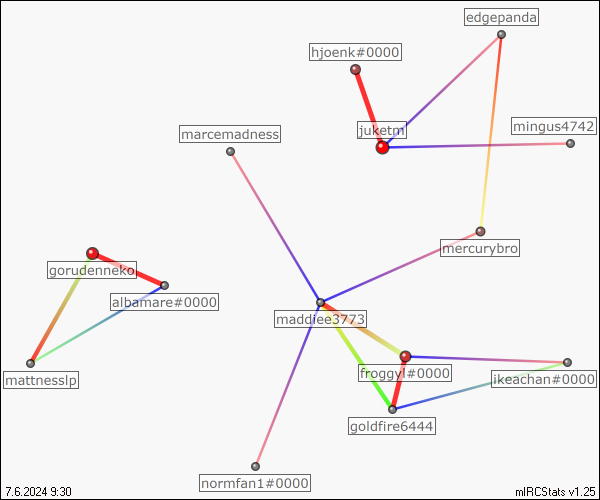 edgepanda
hjoenk#0000
juketm
mingus4742
marcemadness
mercurybro
gorudenneko
albamare#0000
maddiee3773
froggyl#0000
mattnesslp
ikeachan#0000
goldfire6444
normfan1#0000
7.6.2024 9:30
mIRCStats v1.25